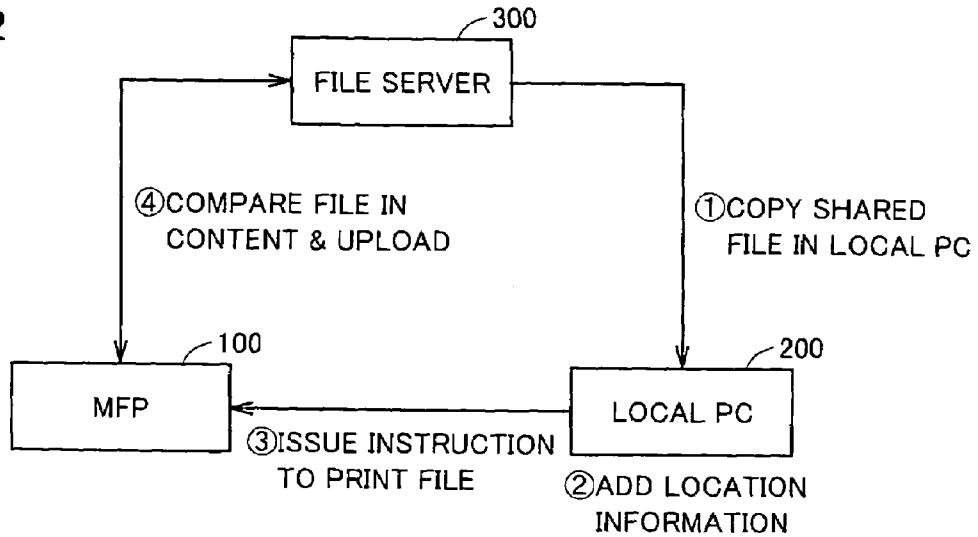 2
300
FILE SERVER
④COMPARE FILE IN
CONTENT & UPLOAD
①COPY SHARED
FILE IN LOCAL PC
100
MFP
200
LOCAL PC
③ISSUE INSTRUCTION
TO PRINT FILE
②ADD LOCATION
INFORMATION